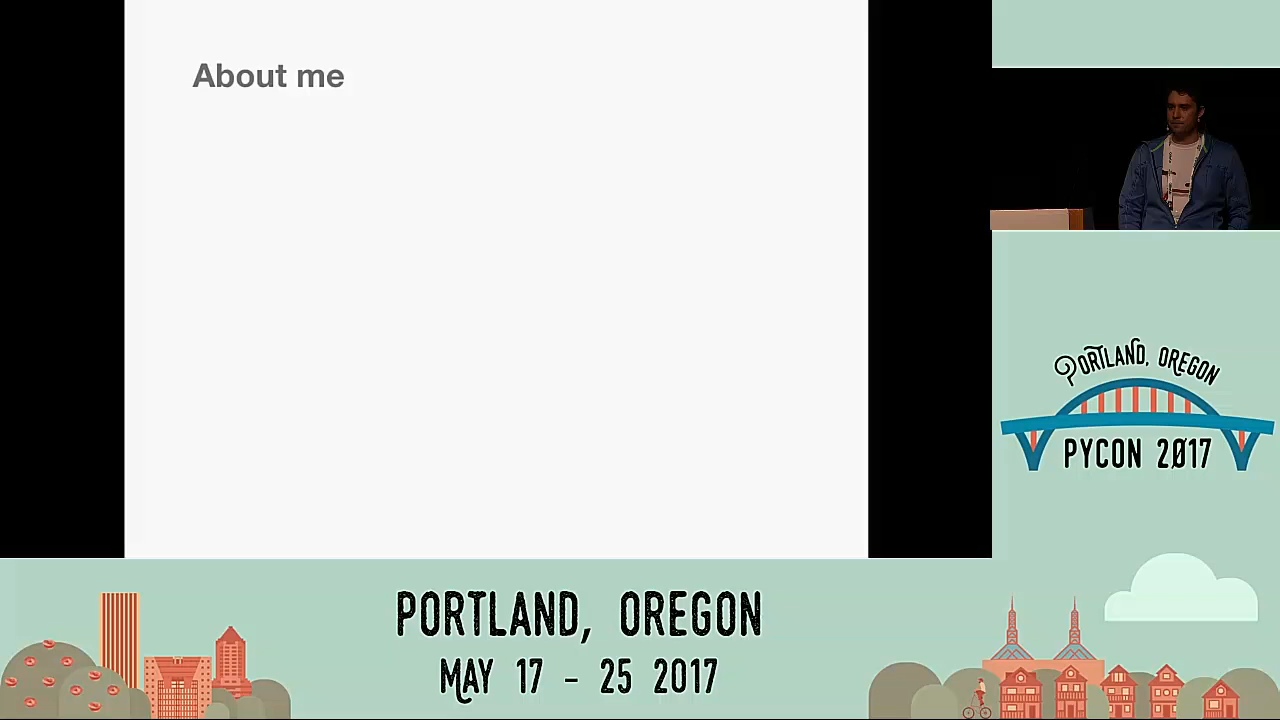 About me
PORTLAND, OREGON
PYCON 2017
PORTLAND, OREGON
MAY 17 - 25 2017